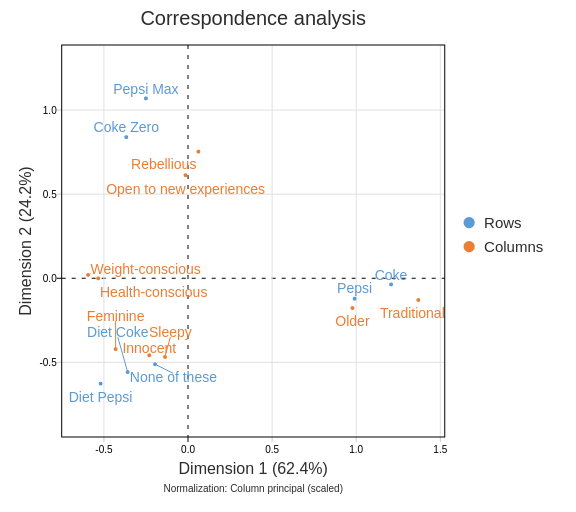 Correspondence analysis
Pepsi Max
1.0
Coke Zero
Rebellious
Open to new experiences
0.5
Rows
Columns
Dimension 2 (24.2%)
Weight-conscious
0.0
Coke
Health-conscious
Pepsi
Feminine
Traditional
Older
Diet Coke
Sleepy
Innocent
-0.5
None of these
Diet Pepsi
-0.5
0.0
0.5
1.0
1.5
Dimension 1 (62.4%)
Normalization: Column principal (scaled)